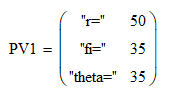 "r=" 50
PV1 = "fi=" 35
"theta=" 35